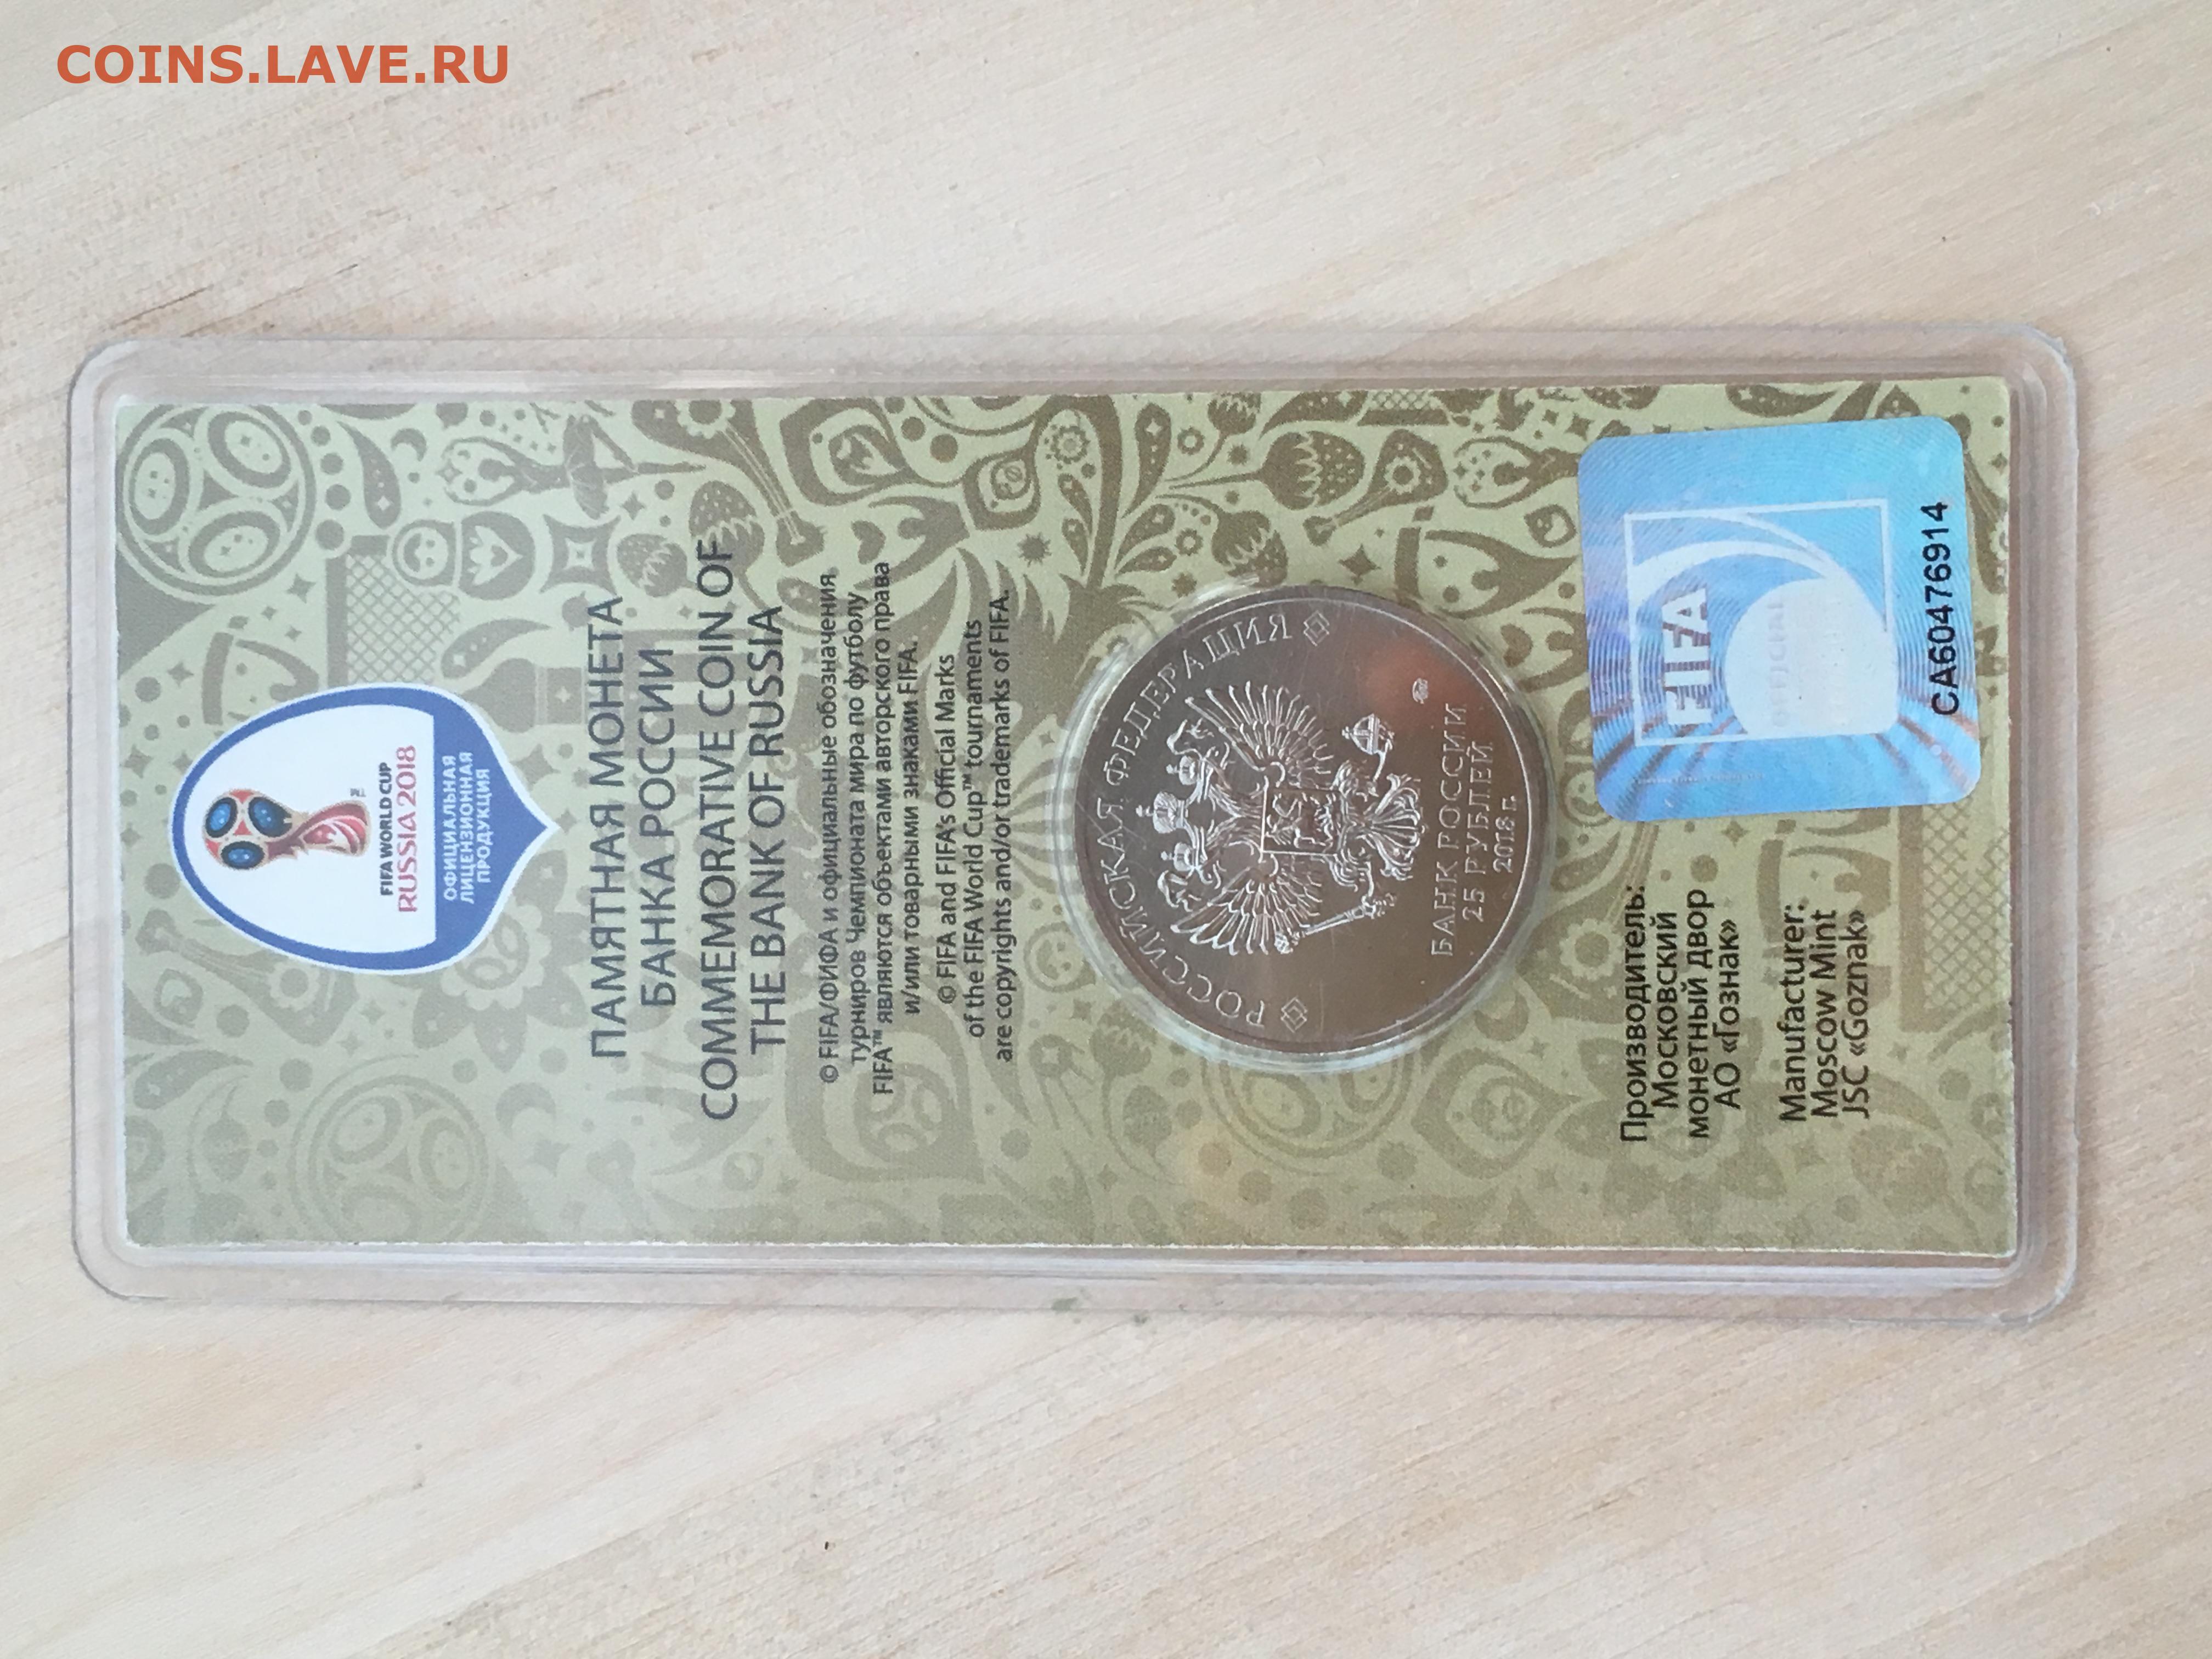 COINS.LAVE.RU
FIFA WORLD CUP
RUSSIA 2018
ОФИЦИАЛЬНАЯ
ЛИЦЕНЗИОННАЯ
ПРОДУКЦИЯ
ПАМЯТНАЯ МОНЕТА
БАНКА РОССИИ
COMMEMORATIVE COIN OF
THE BANK OF RUSSIA
© FIFA/ФИФА и официальные обозначения
турниров Чемпионата мира по футболу
FIFA™ являются объектами авторского права
и/или товарными знаками FIFA.
© FIFA and FIFA's Official Marks
of the FIFA World Cup™ tournaments
are copyrights and/or trademarks of FIFA.
РОССИЙСКАЯ ФЕДЕРАЦИЯ
БАНК РОССИИ
25 РУБЛЕЙ
2018 г.
Производитель:
Московский
монетный двор
АО «Гознак»
Manufacturer:
Moscow Mint
JSC «Goznak»
FIFA
OFFICIAL
CA60476914